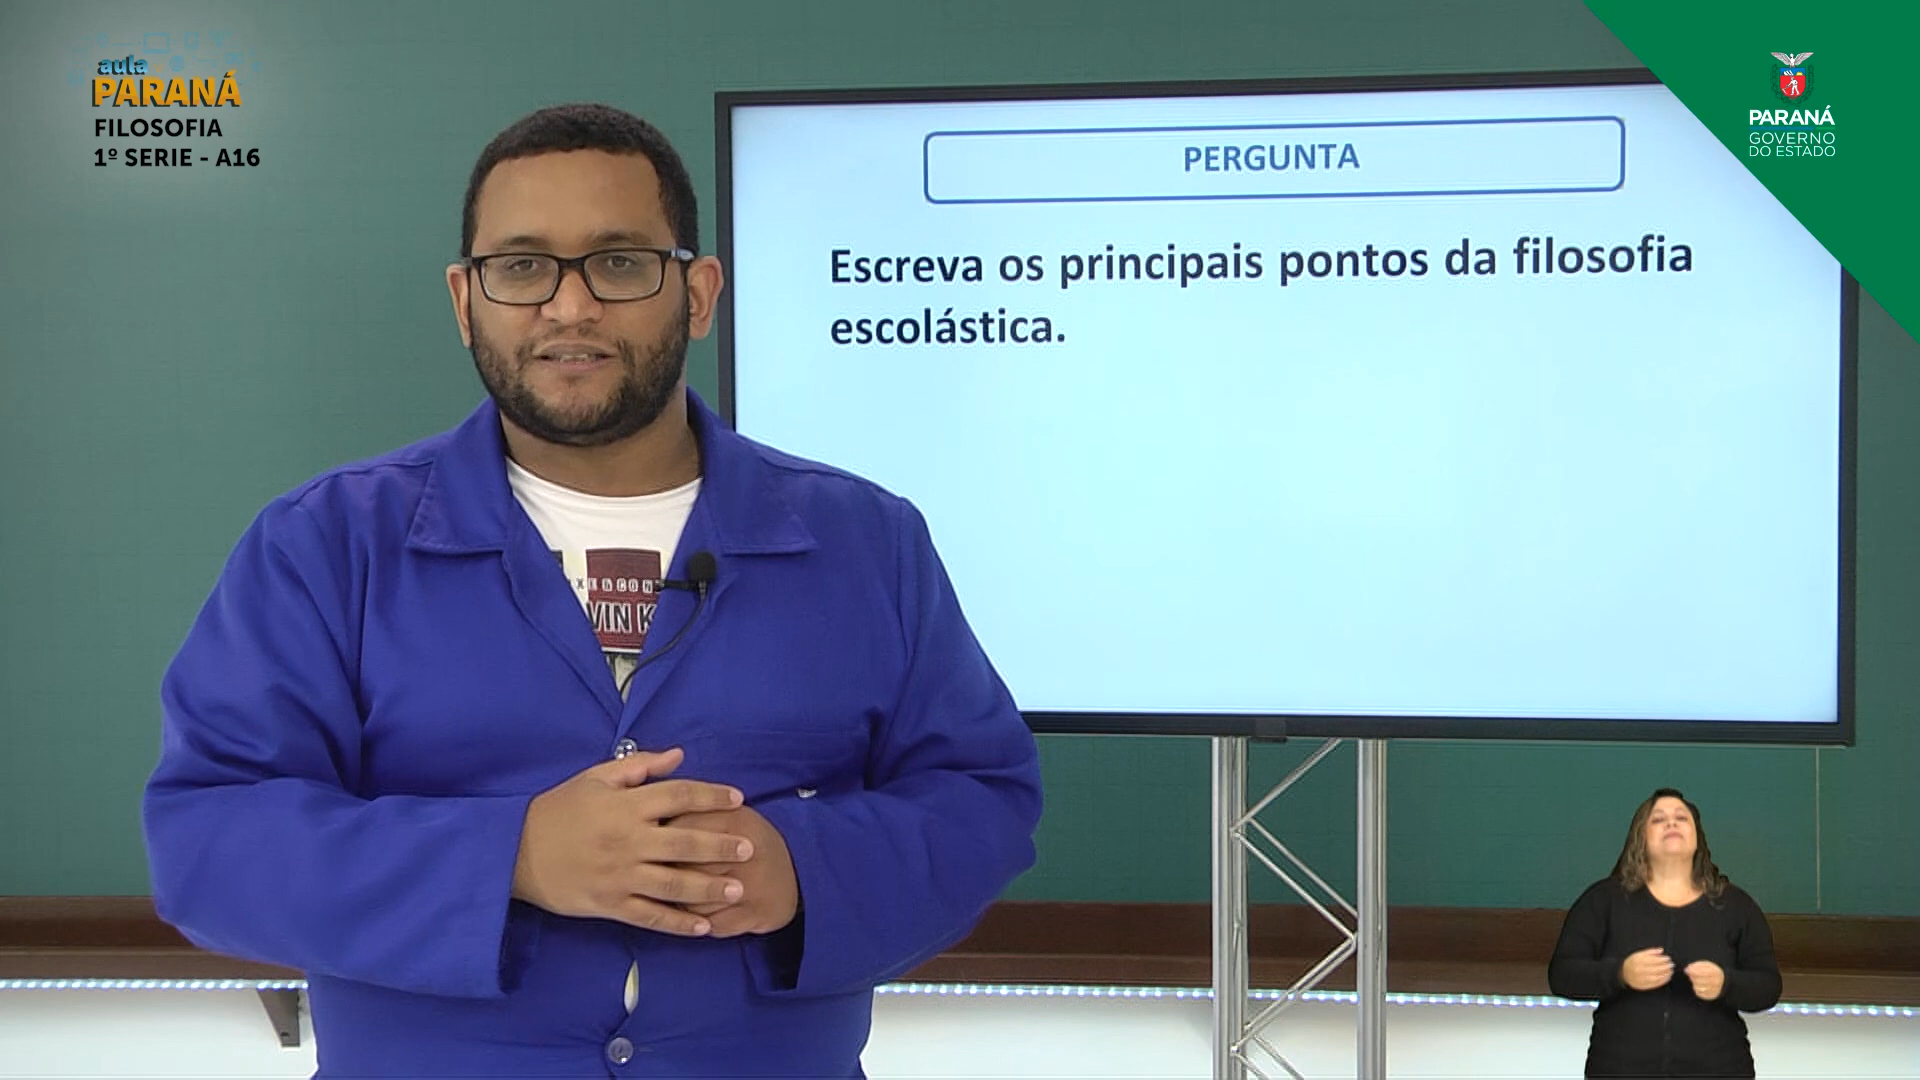 aula
PARANÁ
FILOSOFIA
1º SERIE - A16
PERGUNTA
Escreva os principais pontos da filosofia
escolástica.
PARANÁ
GOVERNO
DO ESTADO